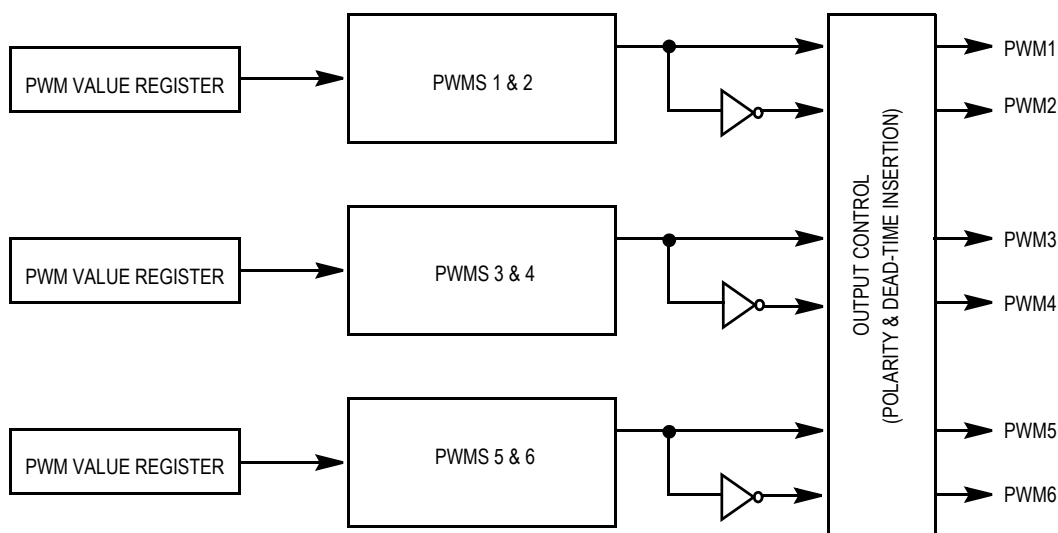 PWM VALUE REGISTER
PWMS 1 & 2
PWM1
PWM2
PWM VALUE REGISTER
PWMS 3 & 4
OUTPUT CONTROL
(POLARITY & DEAD-TIME INSERTION)
PWM3
PWM4
PWM VALUE REGISTER
PWMS 5 & 6
PWM5
PWM6